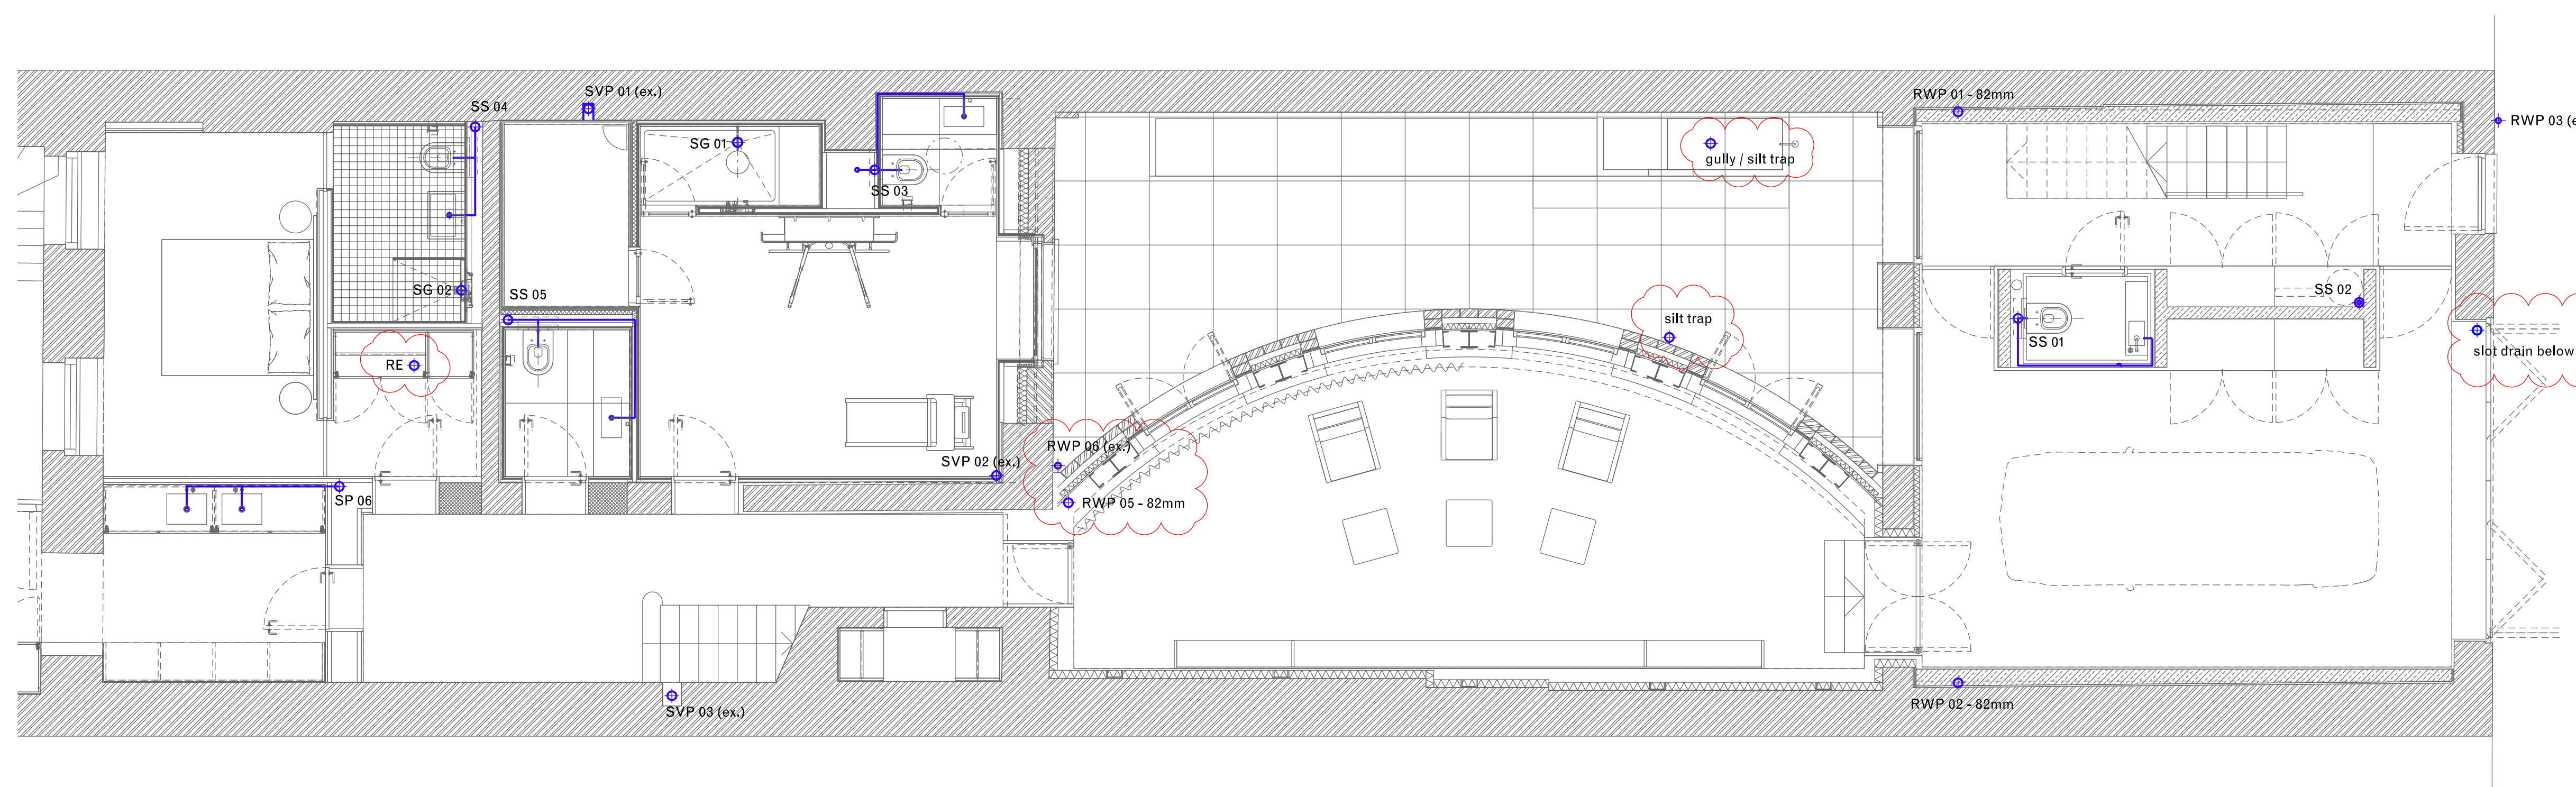 SVP 01 (ex.)
RWP 01 - 82mm
SS 04
RWP 03 (e
SG 01
gully / silt trap
SS 03
SG 02
SS 05
SS 02
silt trap
SS 01
slot drain below
RE
RWP 06 (ex.)
SVP 02 (ex.)
SP 06
RWP 05 - 82mm
SVP 03 (ex.)
RWP 02 - 82mm